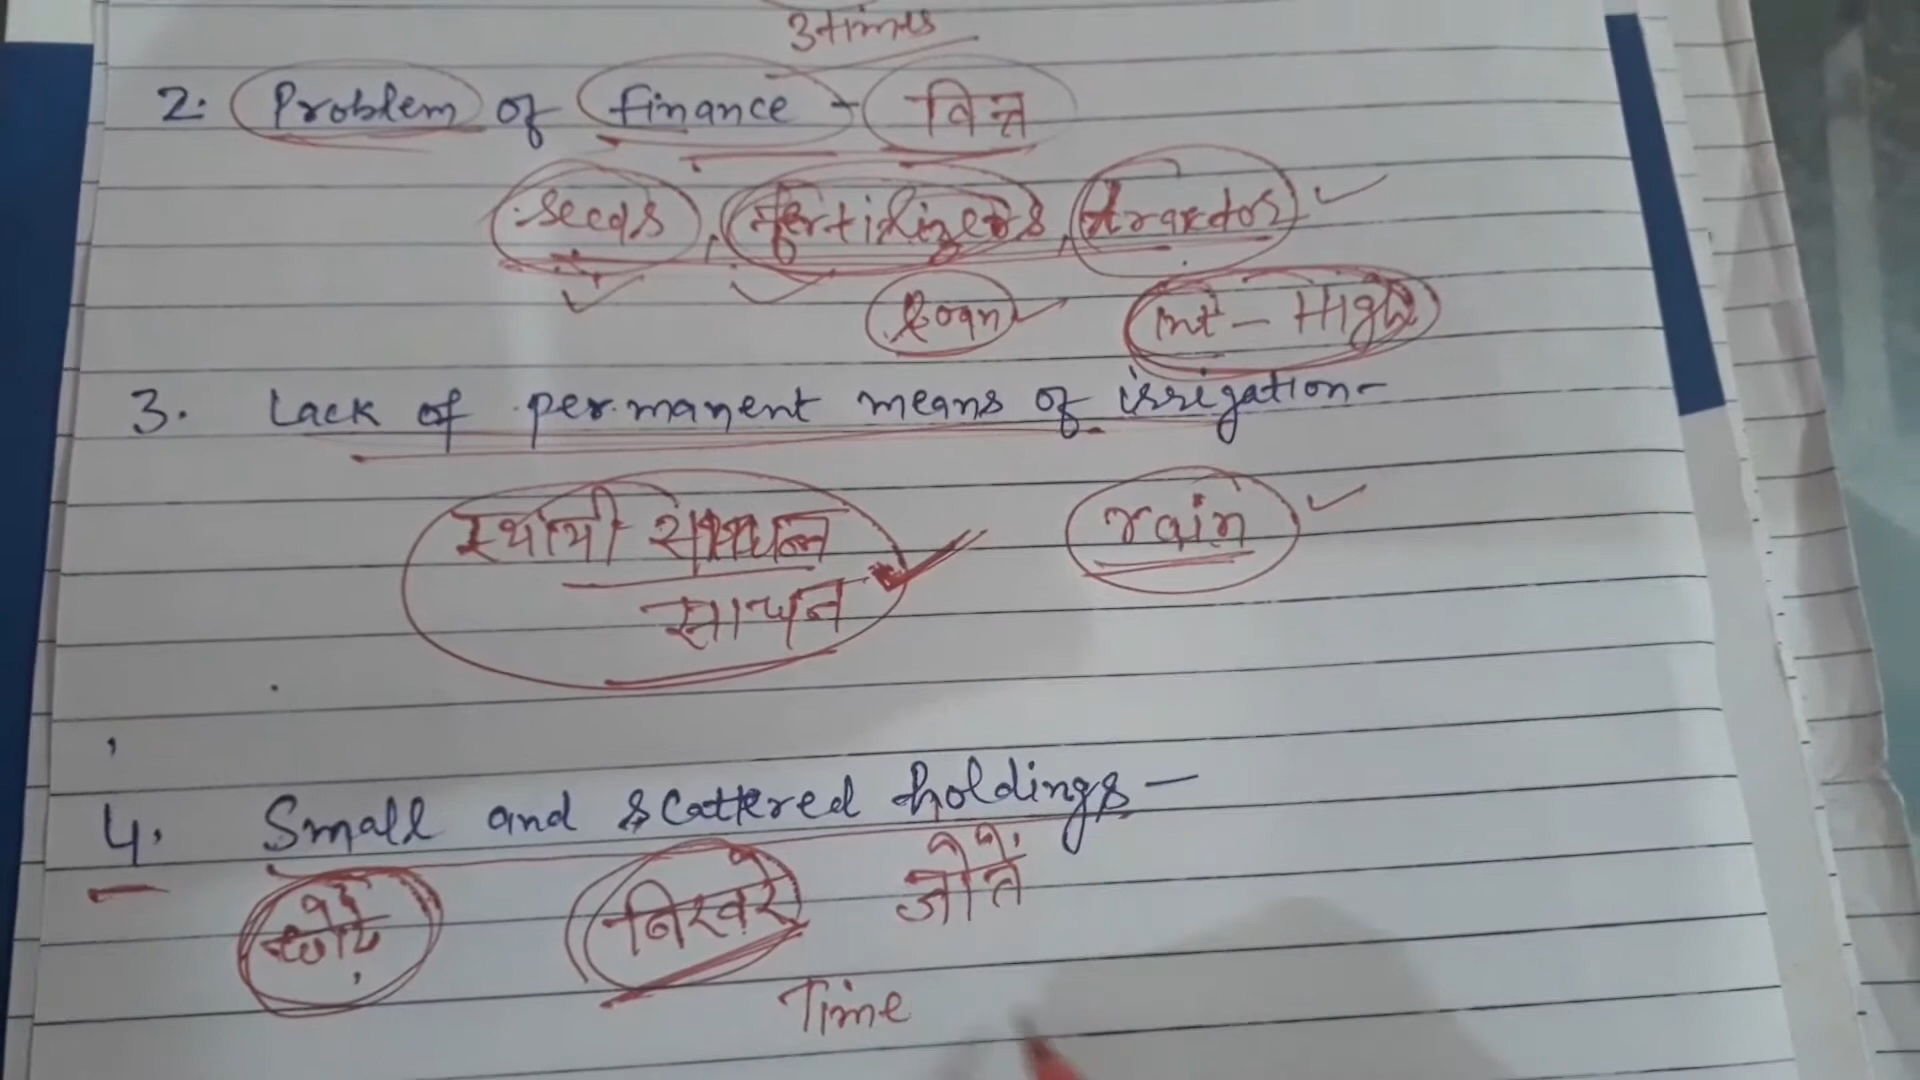 3times
2. Problem of finance - वित्त
seeds, fertilizers, tractor
loan int - High
3. Lack of permanent means of irrigation-
स्थायी
साधन rain
4. Small and scattered holdings-
छोटे बिखरे जोतें
Time